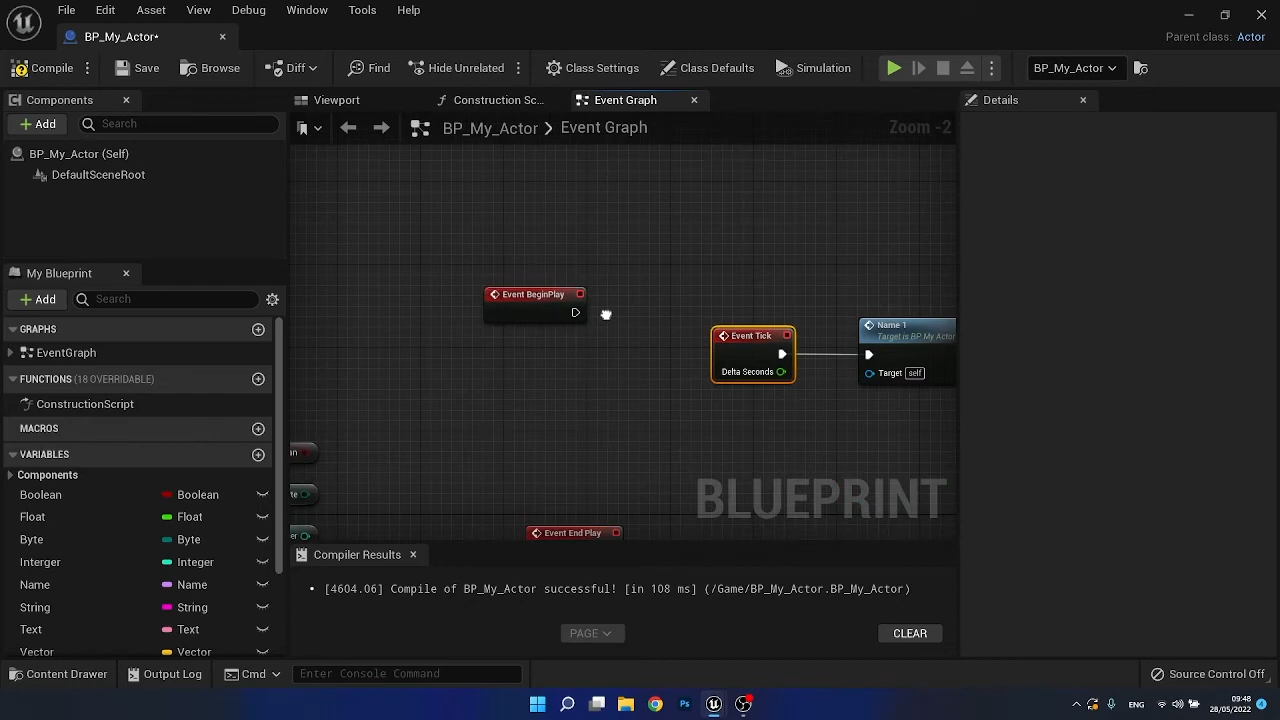 File Edit Asset View Debug Window Tools Help
BP_My_Actor*
Parent class: Actor
Compile Save Browse Diff Find Hide Unrelated Class Settings Class Defaults Simulation BP_My_Actor
Components Viewport Construction Sc... Event Graph Details
+ Add Search
BP_My_Actor > Event Graph Zoom -2
BP_My_Actor (Self)
DefaultSceneRoot
My Blueprint
+ Add Search
Event BeginPlay
GRAPHS
EventGraph
FUNCTIONS (18 OVERRIDABLE)
ConstructionScript
MACROS
VARIABLES
Components
Boolean Boolean
Float Float
Byte Byte
Interger Integer
Name Name
String String
Text Text
Vector Vector
Event Tick
Delta Seconds
Name 1
Target is BP My Actor
Target self
an
te
er
Event End Play
BLUEPRINT
Compiler Results
• [4604.06] Compile of BP_My_Actor successful! [in 108 ms] (/Game/BP_My_Actor.BP_My_Actor)
PAGE CLEAR
Content Drawer Output Log Cmd Enter Console Command Source Control Off
Ps
09:48
28/05/2022